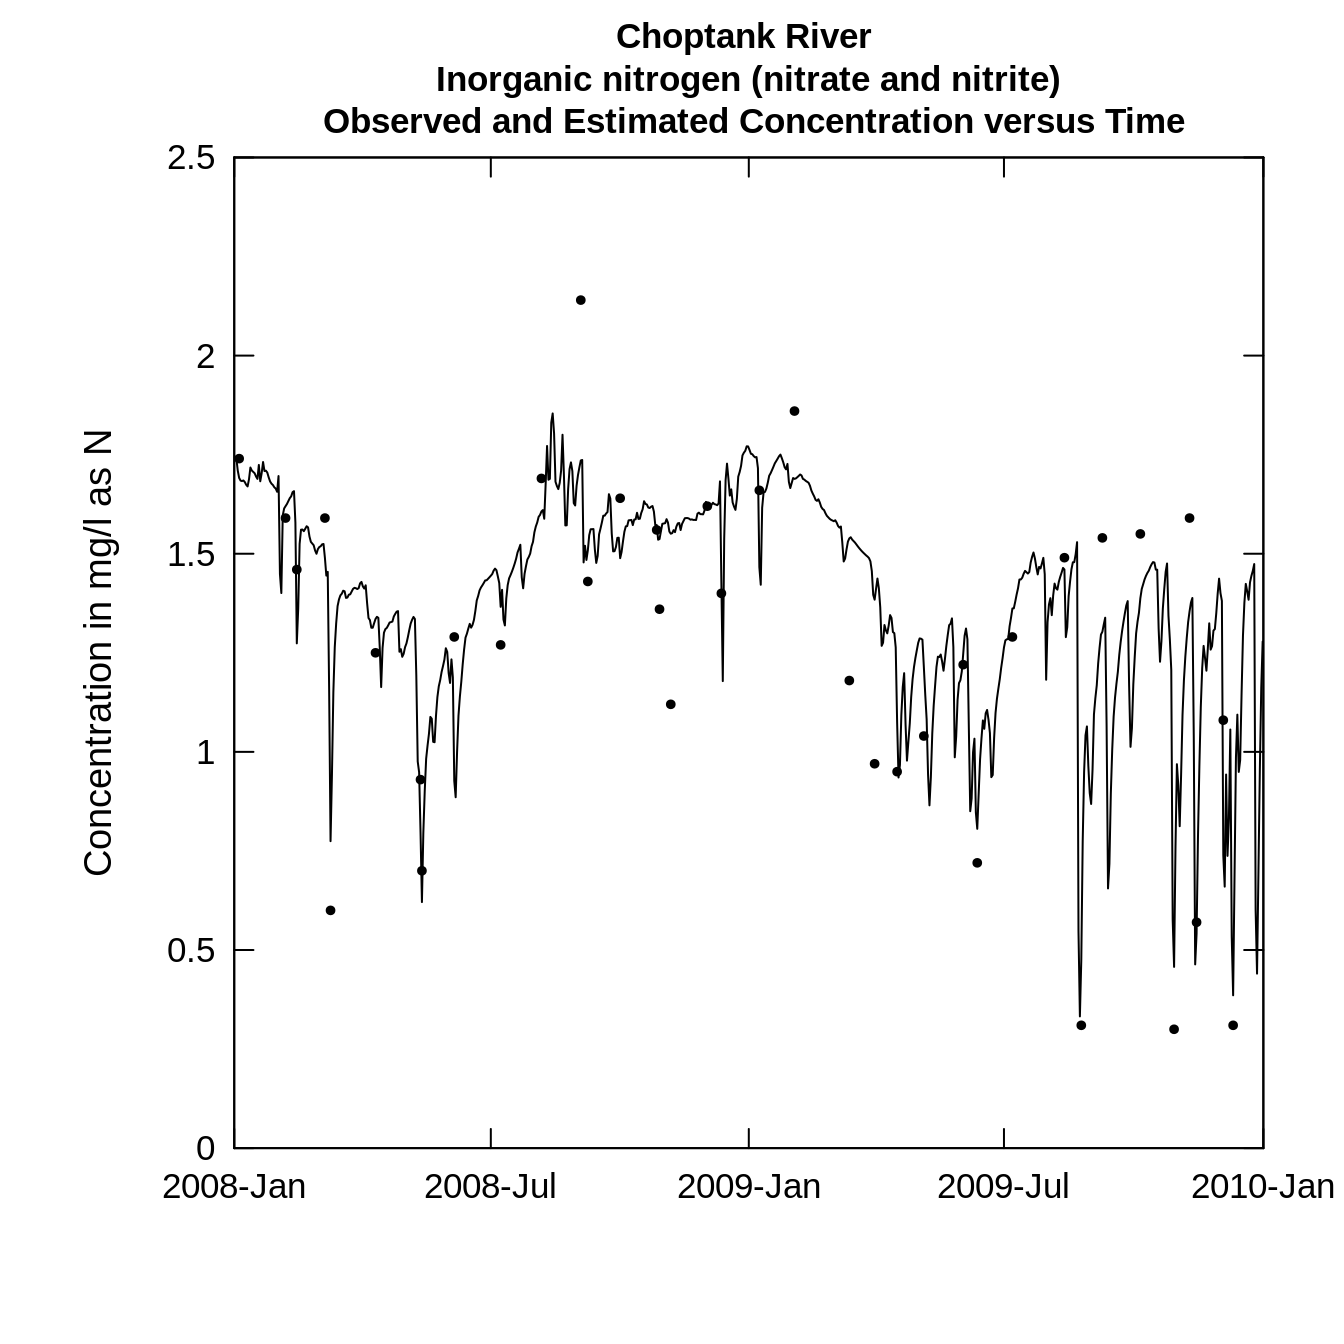 Choptank River
Inorganic nitrogen (nitrate and nitrite)
Observed and Estimated Concentration versus Time
2.5
2
1.5
1
0.5
0
Concentration in mg/l as N
2008-Jan 2008-Jul 2009-Jan 2009-Jul 2010-Jan